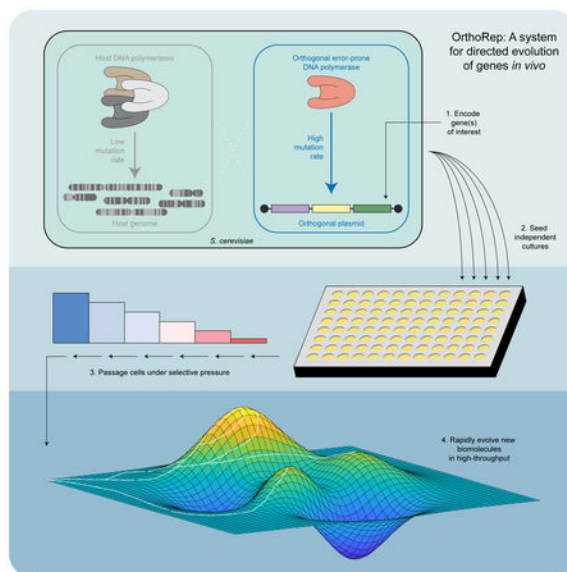 OrthoRep: A system
for directed evolution
of genes in vivo
Host DNA polymerases
Orthogonal error-prone
DNA polymerase
1. Encode
gene(s)
of interest
Low
mutation
rate
High
mutation
rate
Host genome
Orthogonal plasmid
S. cerevisiae
2. Seed
independent
cultures
3. Passage cells under selective pressure
4. Rapidly evolve new
biomolecules
in high-throughput